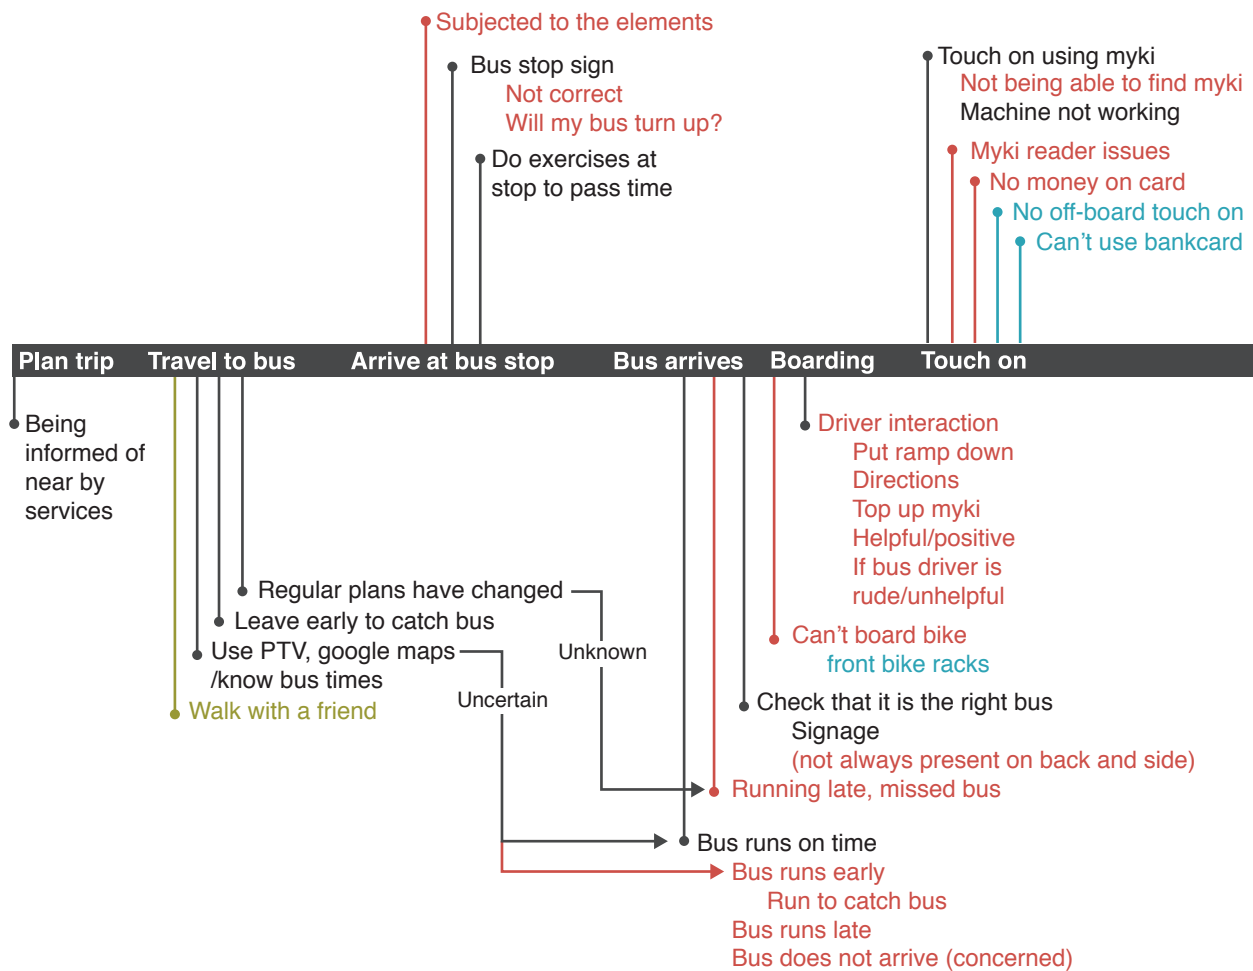 Subjected to the elements
Bus stop sign
Not correct
Will my bus turn up?
Do exercises at
stop to pass time
Touch on using myki
Not being able to find myki
Machine not working
Myki reader issues
No money on card
No off-board touch on
Can't use bankcard
Plan trip
Travel to bus
Arrive at bus stop
Bus arrives
Boarding
Touch on
Being
informed of
near by
services
Regular plans have changed
Leave early to catch bus
Use PTV, google maps
/know bus times
Walk with a friend
Uncertain
Unknown
Driver interaction
Put ramp down
Directions
Top up myki
Helpful/positive
If bus driver is
rude/unhelpful
Can't board bike
front bike racks
Check that it is the right bus
Signage
(not always present on back and side)
Running late, missed bus
Bus runs on time
Bus runs early
Run to catch bus
Bus runs late
Bus does not arrive (concerned)